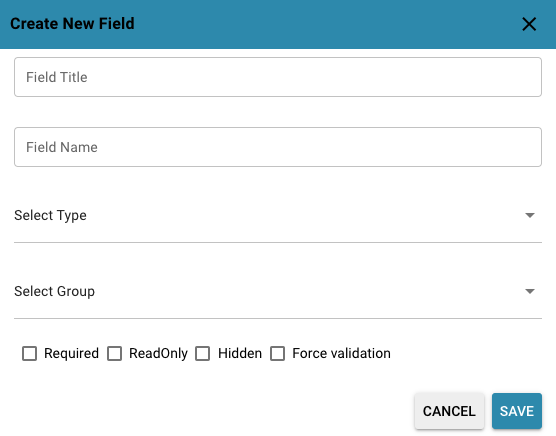 Create New Field
Field Title
Field Name
Select Type
Select Group
Required ReadOnly Hidden Force validation
CANCEL SAVE